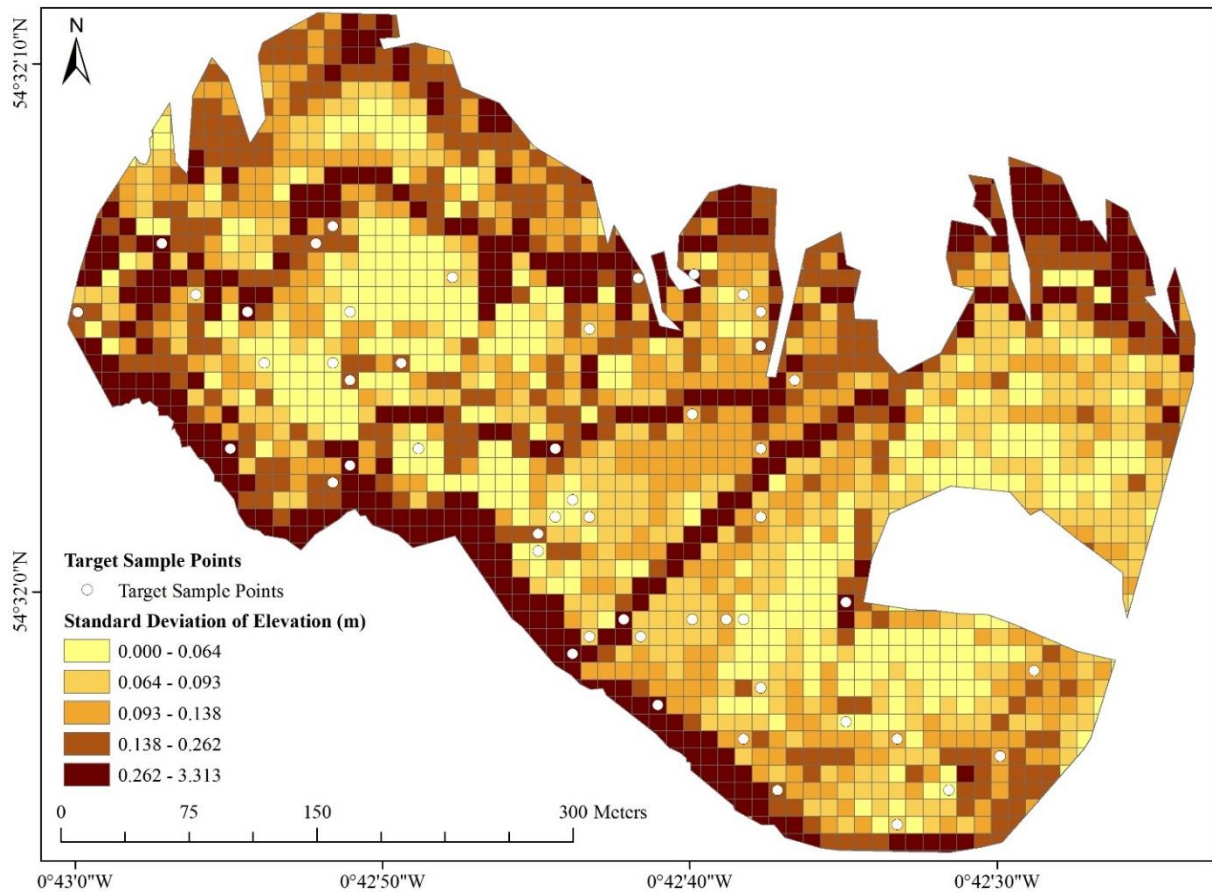 N
54°32'10"N
54°32'0"N
Target Sample Points
Target Sample Points
Standard Deviation of Elevation (m)
0.000 - 0.064
0.064 - 0.093
0.093 - 0.138
0.138 - 0.262
0.262 - 3.313
0 75 150 300 Meters
0°43'0"W 0°42'50"W 0°42'40"W 0°42'30"W